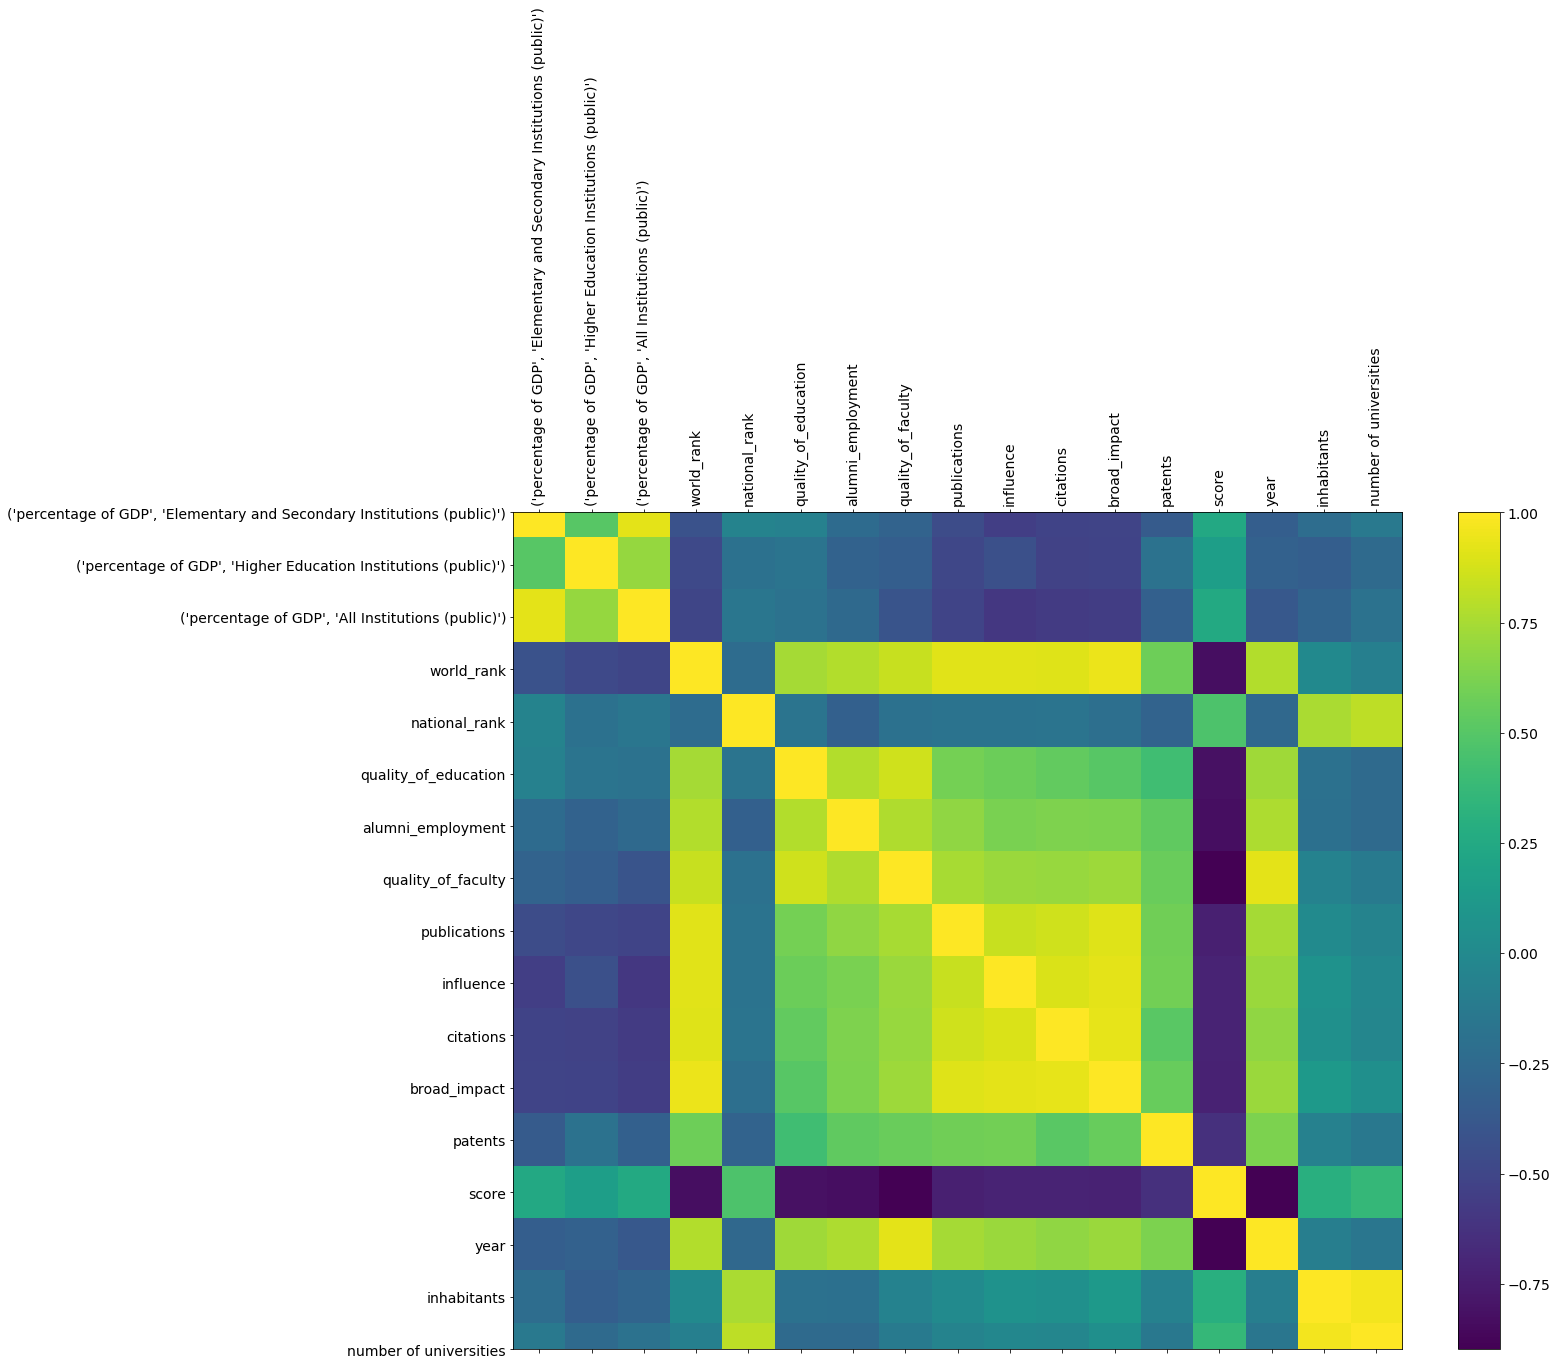 ('percentage of GDP', 'Elementary and Secondary Institutions (public)')
('percentage of GDP', 'Higher Education Institutions (public)')
('percentage of GDP', 'All Institutions (public)')
world_rank
national_rank
quality_of_education
alumni_employment
quality_of_faculty
publications
influence
citations
broad_impact
patents
score
year
inhabitants
number of universities
('percentage of GDP', 'Elementary and Secondary Institutions (public)')
('percentage of GDP', 'Higher Education Institutions (public)')
('percentage of GDP', 'All Institutions (public)')
world_rank
national_rank
quality_of_education
alumni_employment
quality_of_faculty
publications
influence
citations
broad_impact
patents
score
year
inhabitants
number of universities
1.00
0.75
0.50
0.25
0.00
−0.25
−0.50
−0.75